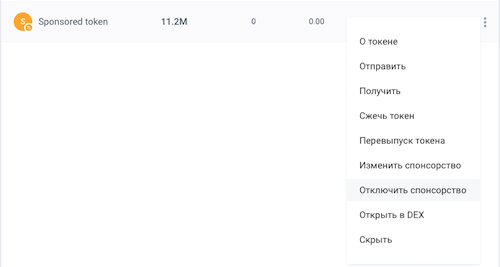 S Sponsored token 11.2M 0 0.00
О токене
Отправить
Получить
Сжечь токен
Перевыпуск токена
Изменить спонсорство
Отключить спонсорство
Открыть в DEX
Скрыть